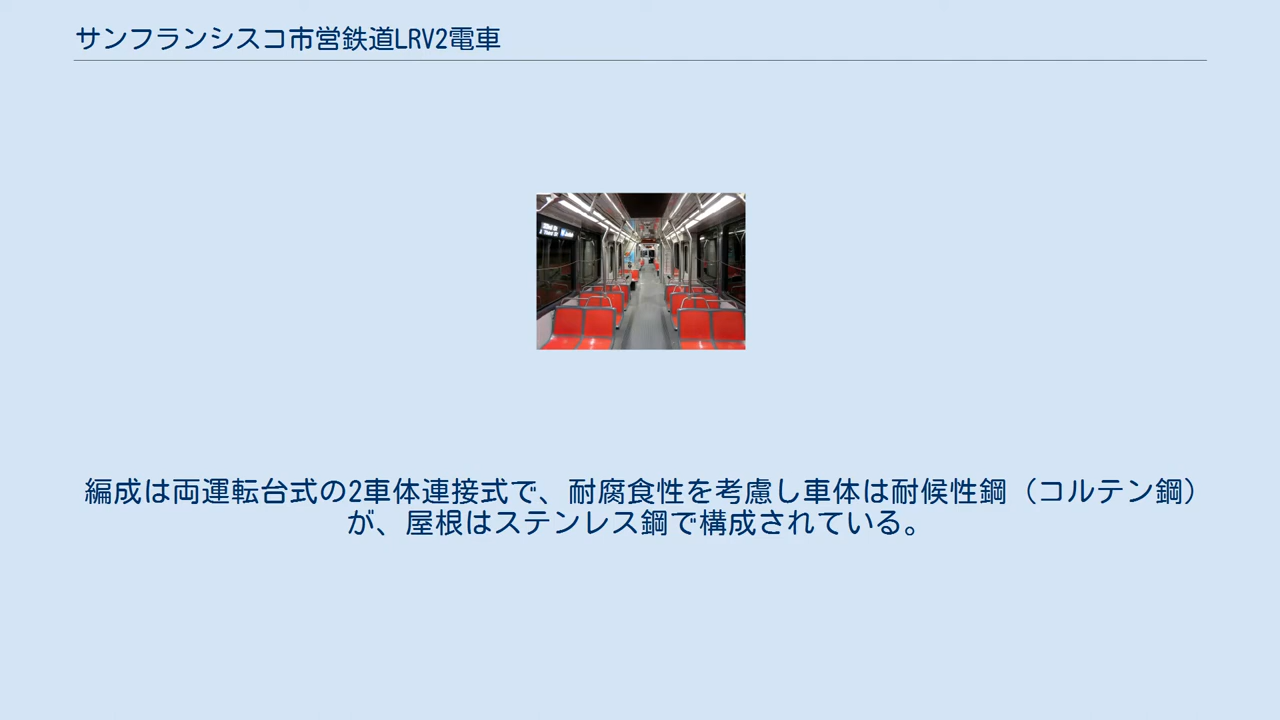 サンフランシスコ市営鉄道LRV2電車
編成は両運転台式の2車体連接式で、耐腐食性を考慮し車体は耐候性鋼（コルテン鋼）
が、屋根はステンレス鋼で構成されている。